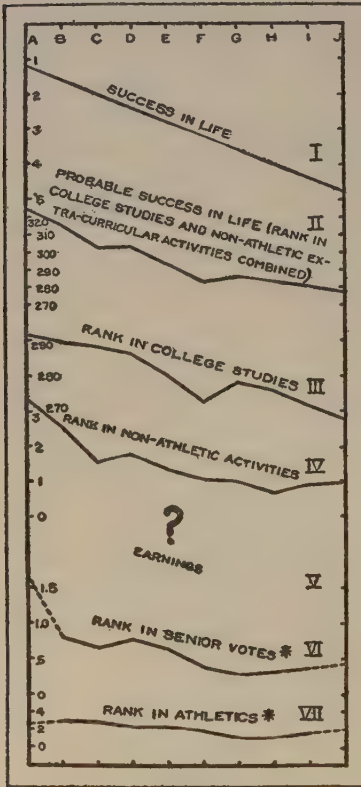 A B C D E F G H I J
1
2
SUCCESS IN LIFE
3
I
4
PROBABLE SUCCESS IN LIFE (RANK IN
II
COLLEGE STUDIES AND NON-ATHLETIC EX-
TRA-CURRICULAR ACTIVITIES COMBINED)
5
320
310
300
290
280
270
290
RANK IN COLLEGE STUDIES III
280
270
3
RANK IN NON-ATHLETIC ACTIVITIES IV
2
1
0
?
EARNINGS
V
1.5
1.0
RANK IN SENIOR VOTES * VI
.5
0
4
RANK IN ATHLETICS * VII
2
0